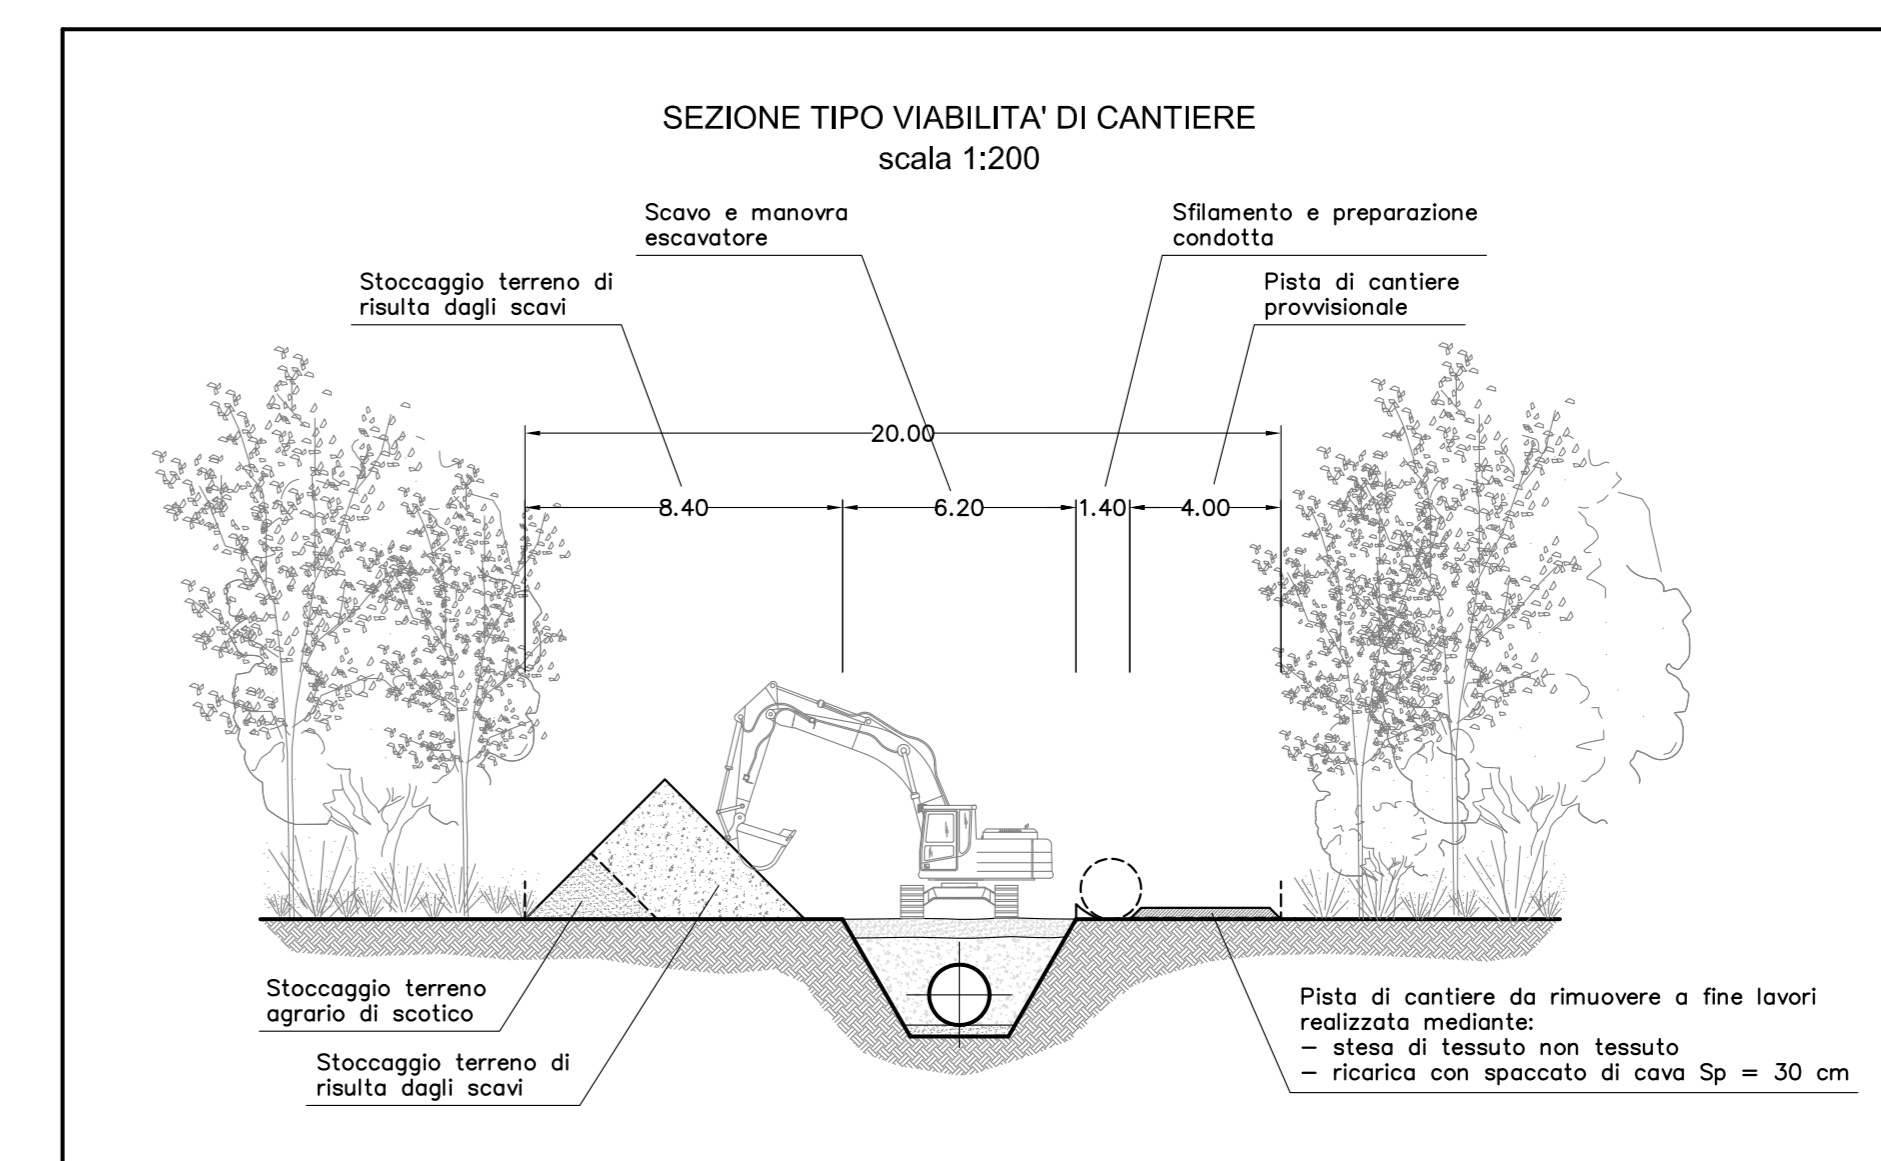 SEZIONE TIPO VIABILITA' DI CANTIERE
scala 1:200
Scavo e manovra
escavatore
Sfilamento e preparazione
condotta
Stoccaggio terreno di
risulta dagli scavi
Pista di cantiere
provvisionale
20.00
8.40
6.20
1.40
4.00
Stoccaggio terreno
agrario di scotico
Stoccaggio terreno di
risulta dagli scavi
Pista di cantiere da rimuovere a fine lavori
realizzata mediante:
– stesa di tessuto non tessuto
– ricarica con spaccato di cava Sp = 30 cm